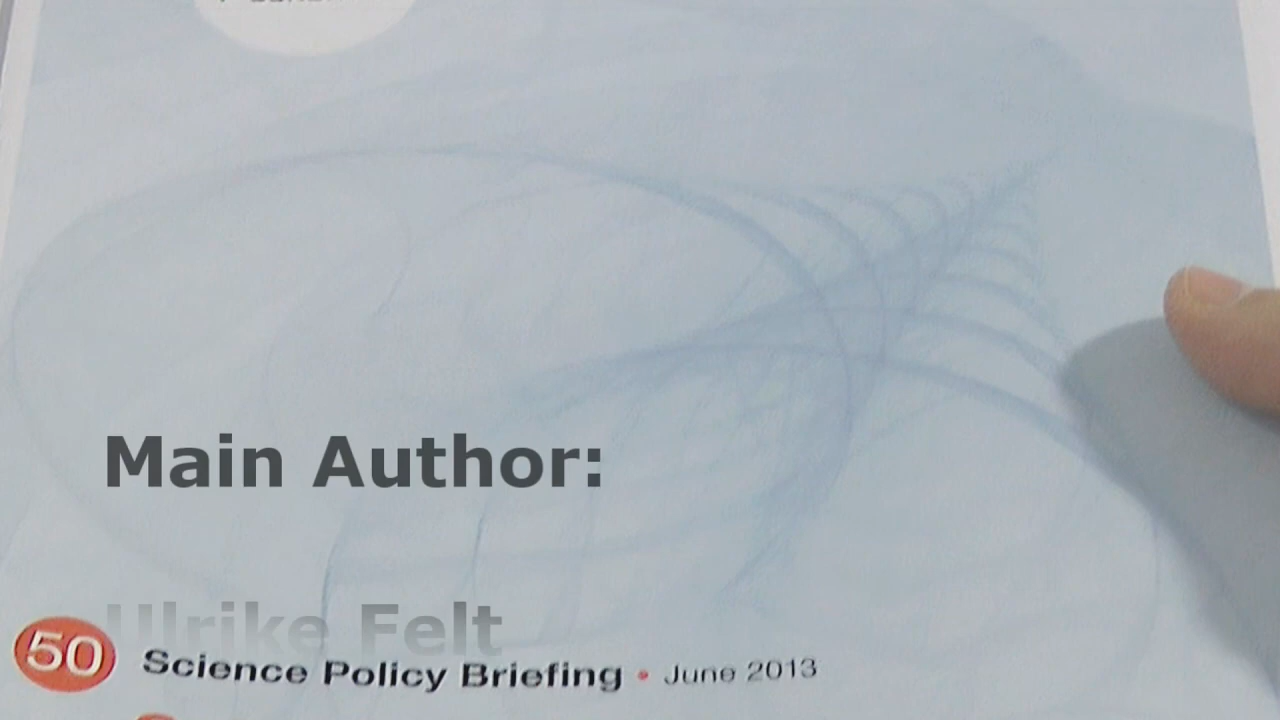 Main Author:
Ulrike Felt
50 Science Policy Briefing • June 2013